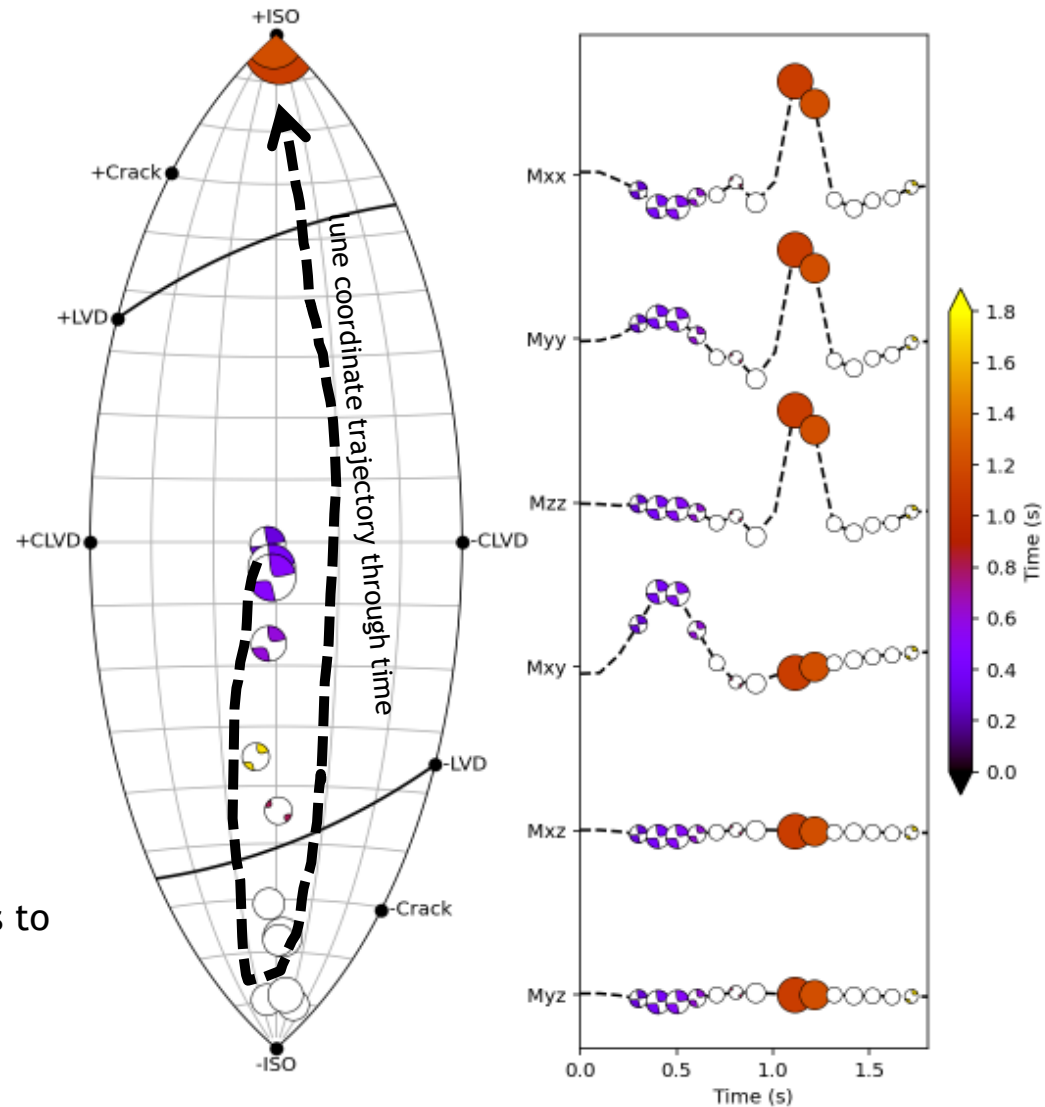 +ISO
+Crack
+LVD
+CLVD
-CLVD
-LVD
-Crack
-ISO
lune coordinate trajectory through time
s to
Mxx
Myy
Mzz
Mxy
Mxz
Myz
0.0 0.5 1.0 1.5
Time (s)
1.8
1.6
1.4
1.2
1.0
0.8
0.6
0.4
0.2
0.0
Time (s)